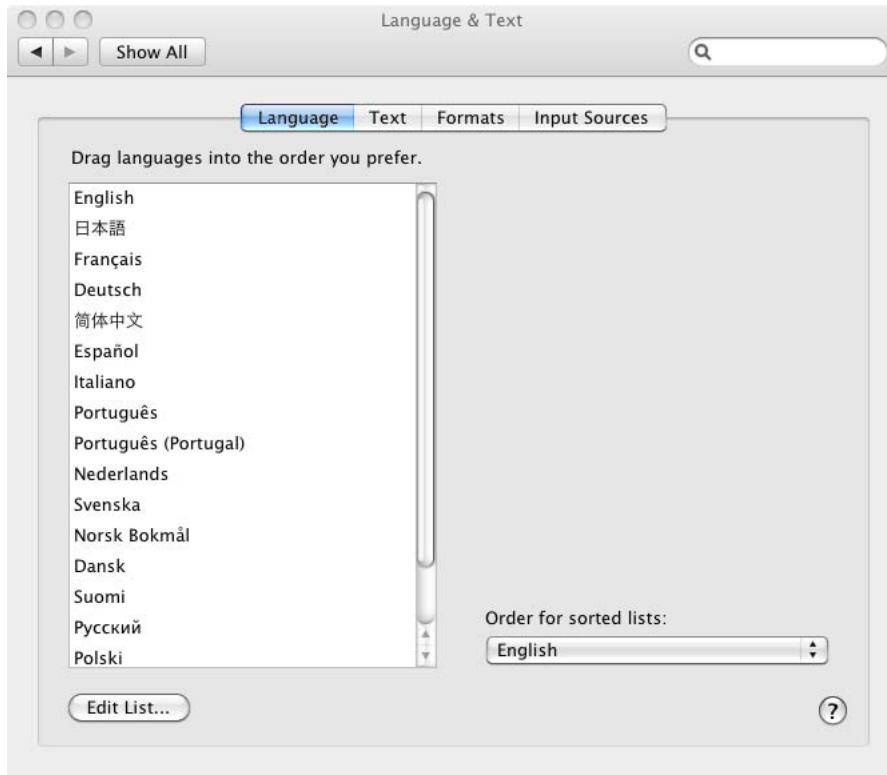 Language & Text
Show All
Language Text Formats Input Sources
Drag languages into the order you prefer.
English
日本語
Français
Deutsch
简体中文
Español
Italiano
Português
Português (Portugal)
Nederlands
Svenska
Norsk Bokmål
Dansk
Suomi
Русский
Polski
Order for sorted lists:
English
Edit List...
?